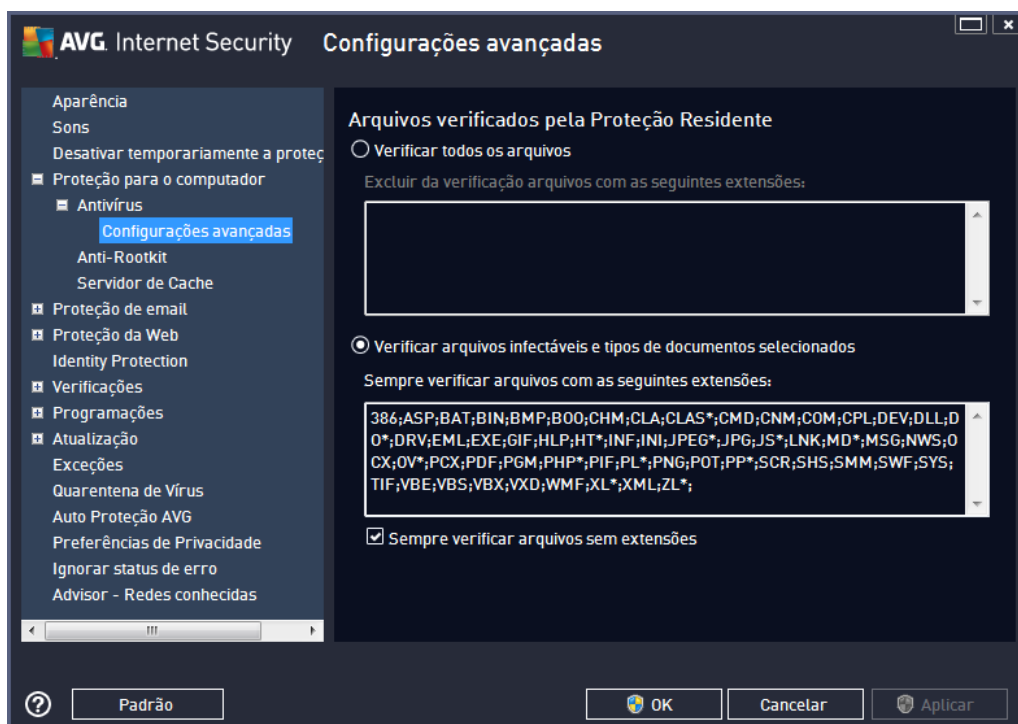 AVG. Internet Security Configurações avançadas
Aparência
Sons
Desativar temporariamente a proteç
Proteção para o computador
Antivírus
Configurações avançadas
Anti-Rootkit
Servidor de Cache
Proteção de email
Proteção da Web
Identity Protection
Verificações
Programações
Atualização
Exceções
Quarentena de Vírus
Auto Proteção AVG
Preferências de Privacidade
Ignorar status de erro
Advisor - Redes conhecidas
Arquivos verificados pela Proteção Residente
Verificar todos os arquivos
Excluir da verificação arquivos com as seguintes extensões:
Verificar arquivos infectáveis e tipos de documentos selecionados
Sempre verificar arquivos com as seguintes extensões:
386;ASP;BAT;BIN;BMP;BOO;CHM;CLA;CLAS*;CMD;CNM;COM;CPL;DEV;DLL;D
O*;DRV;EML;EXE;GIF;HLP;HT*;INF;INI;JPEG*;JPG;JS*;LNK;MD*;MSG;NWS;O
CX;OV*;PCX;PDF;PGM;PHP*;PIF;PL*;PNG;POT;PP*;SCR;SHS;SMM;SWF;SYS;
TIF;VBE;VBS;VBX;VXD;WMF;XL*;XML;ZL*;
Sempre verificar arquivos sem extensões
Padrão
OK
Cancelar
Aplicar